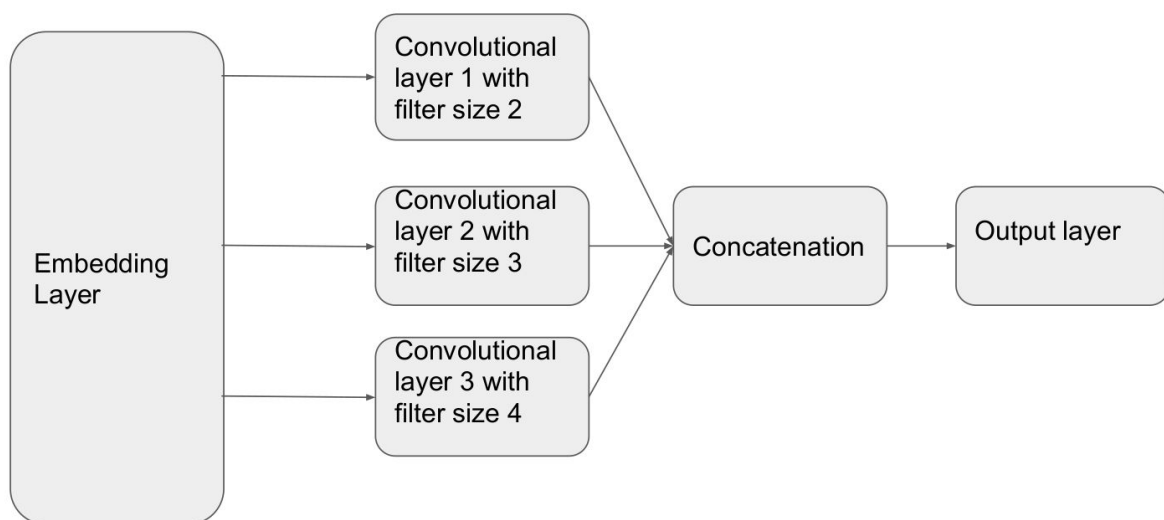 Embedding
Layer
Convolutional
layer 1 with
filter size 2
Convolutional
layer 2 with
filter size 3
Convolutional
layer 3 with
filter size 4
Concatenation
Output layer